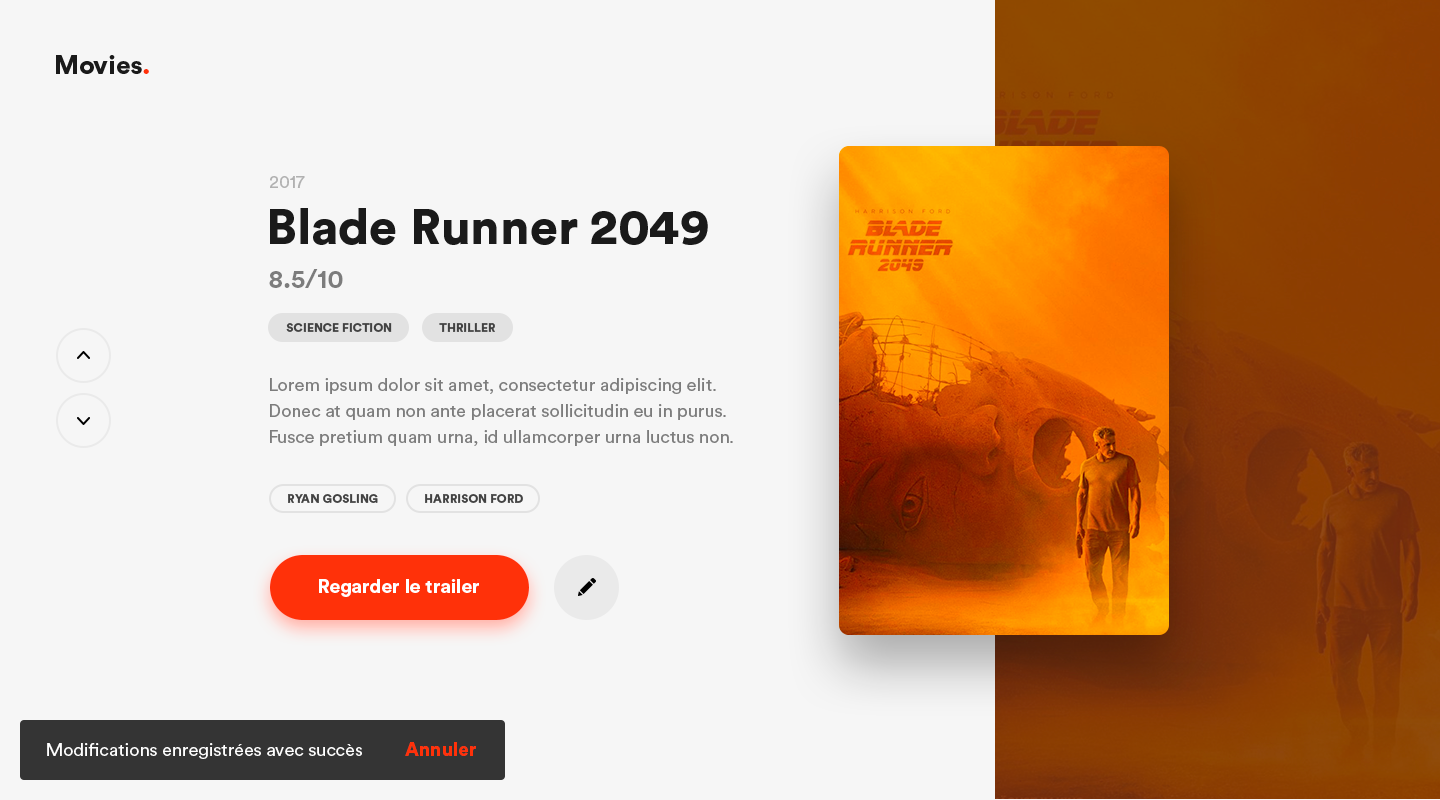 Movies.
2017
Blade Runner 2049
8.5/10
SCIENCE FICTION
THRILLER
Lorem ipsum dolor sit amet, consectetur adipiscing elit.
Donec at quam non ante placerat sollicitudin eu in purus.
Fusce pretium quam urna, id ullamcorper urna luctus non.
RYAN GOSLING
HARRISON FORD
Regarder le trailer
Modifications enregistrées avec succès
Annuler
HARRISON FORD
BLADE
RUNNER
2049
BLADE